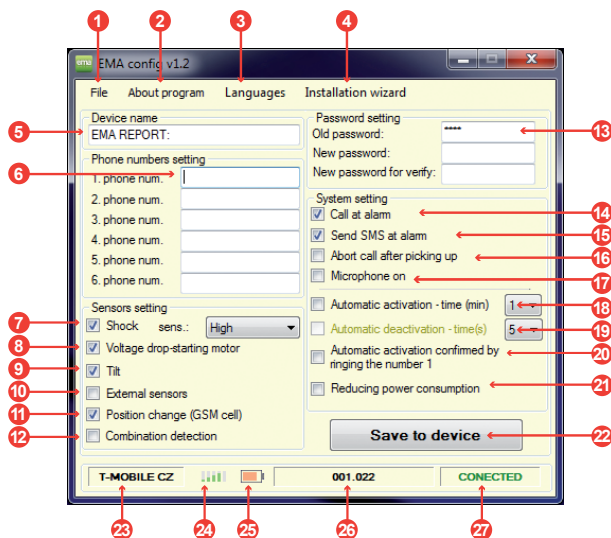 1 2 3 4
ema EMA config v1.2 X
File About program Languages Installation wizard
Device name
5 EMA REPORT:
Phone numbers setting
6 1. phone num.
2. phone num.
3. phone num.
4. phone num.
5. phone num.
6. phone num.
Sensors setting
7 Shock sens.: High
8 Voltage drop-starting motor
9 Tilt
10 External sensors
11 Position change (GSM cell)
12 Combination detection
Password setting
Old password: **** 13
New password:
New password for verify:
System setting
Call at alarm 14
Send SMS at alarm 15
Abort call after picking up 16
Microphone on 17
Automatic activation - time (min) 1 18
Automatic deactivation - time(s) 5 19
Automatic activation confirmed by
ringing the number 1 20
Reducing power consumption 21
Save to device 22
T-MOBILE CZ 001.022 CONECTED
23 24 25 26 27